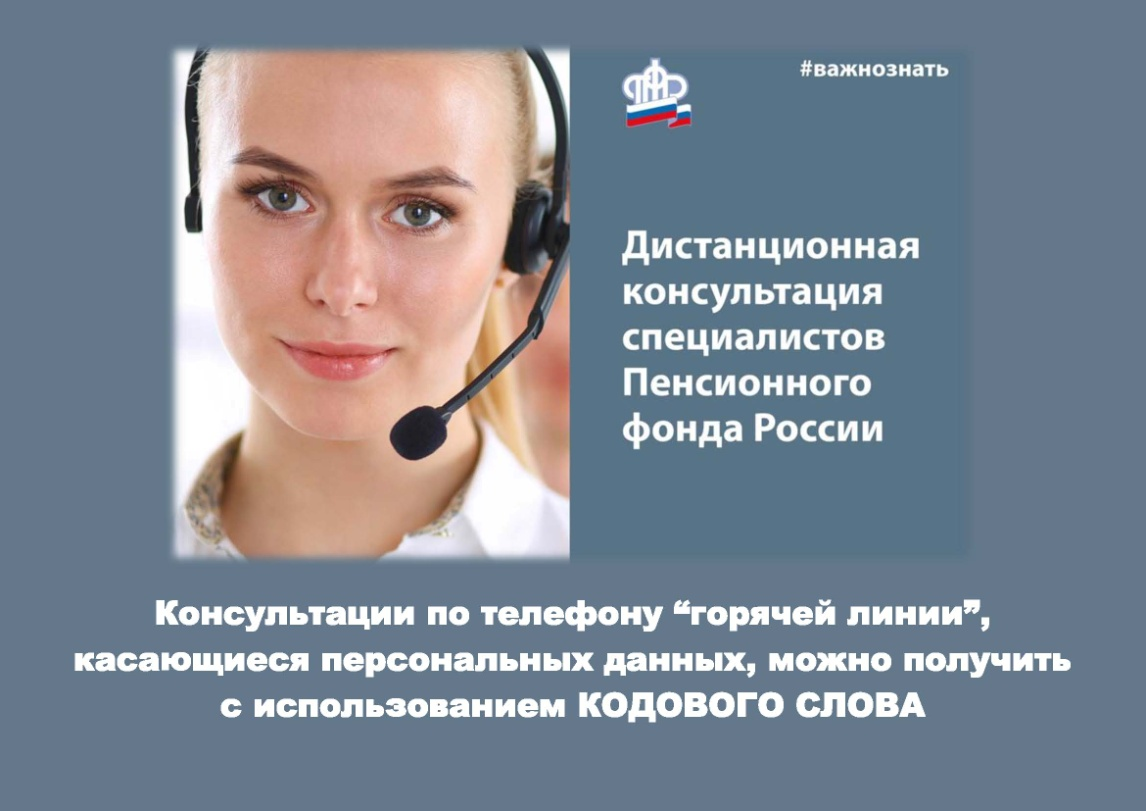 #важнознать
ПФР
Дистанционная
консультация
специалистов
Пенсионного
фонда России
Консультации по телефону “горячей линии”,
касающиеся персональных данных, можно получить
с использованием КОДОВОГО СЛОВА